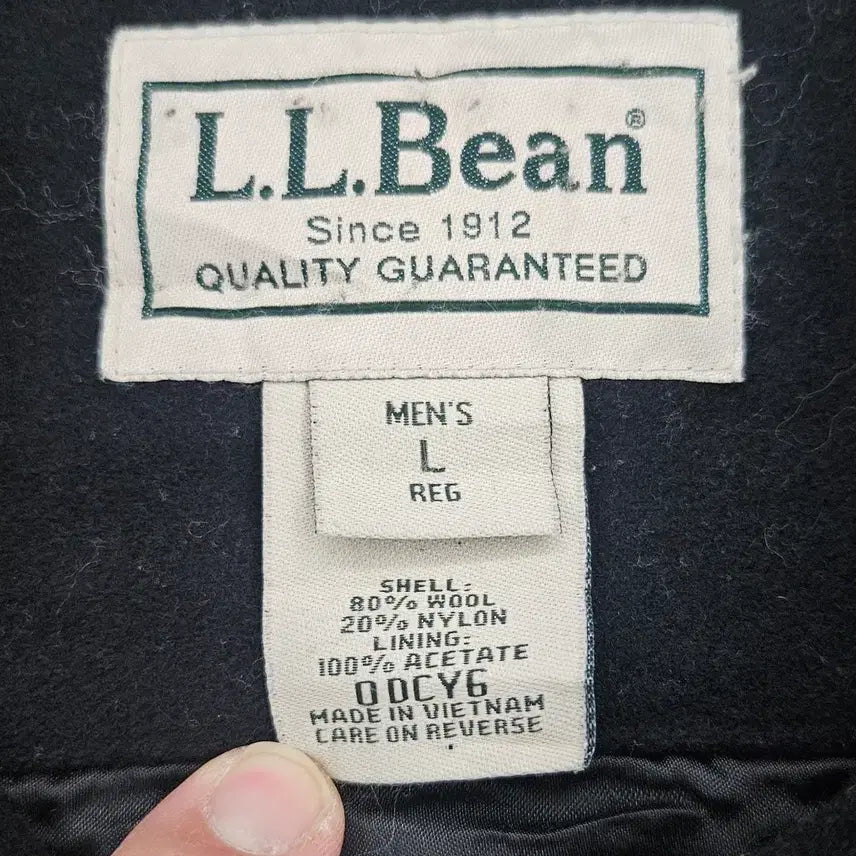 L.L.Bean®
Since 1912
QUALITY GUARANTEED
MEN'S
L
REG
SHELL:
80% WOOL
20% NYLON
LINING:
100% ACETATE
0DCY6
MADE IN VIETNAM
CARE ON REVERSE